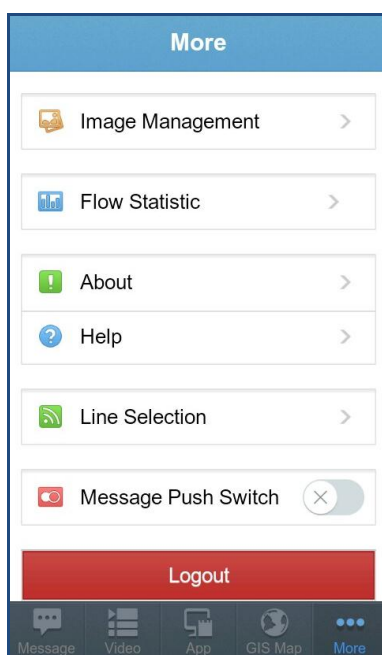 More
Image Management
Flow Statistic
About
Help
Line Selection
Message Push Switch
Logout
Message Video App GIS Map More